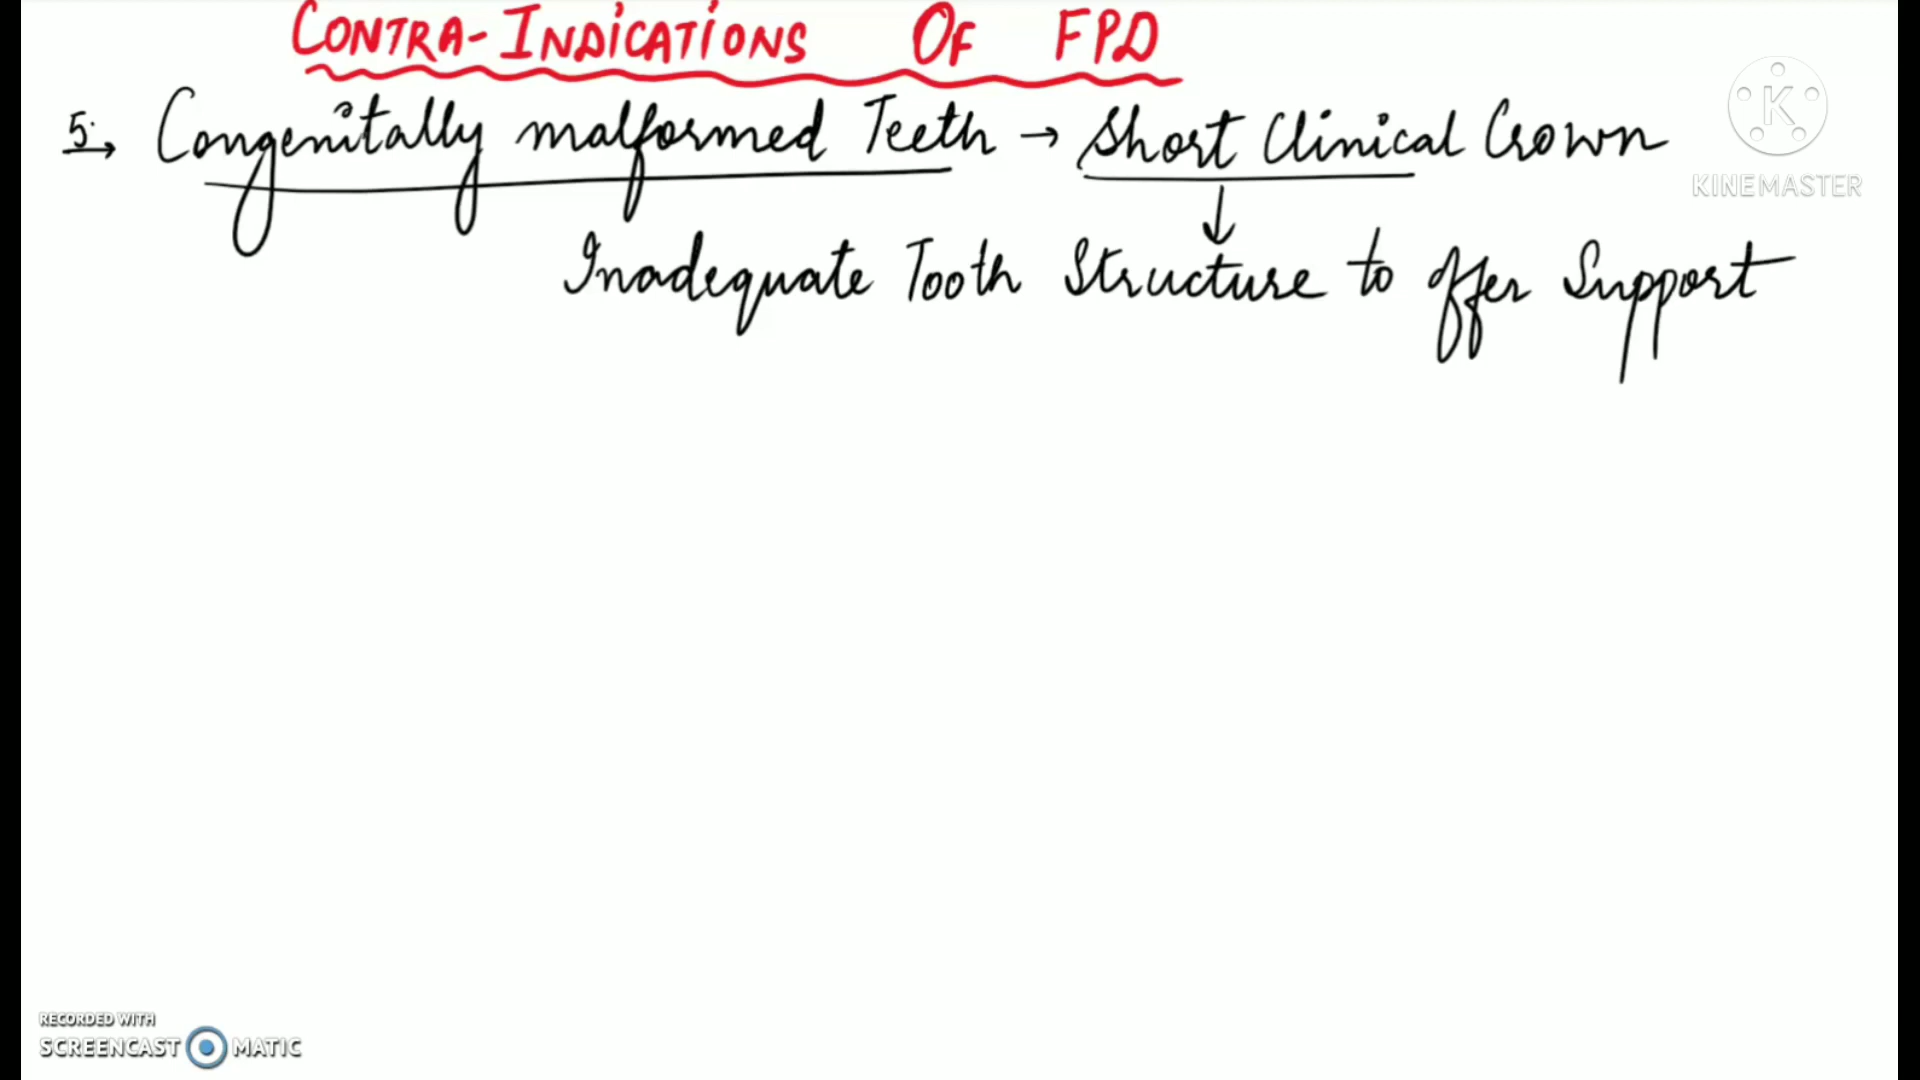 CONTRA-INDICATIONS OF FPD
5. → Congenitally malformed Teeth → Short Clinical Crown
↓
Inadequate Tooth Structure to offer Support
K
KINEMASTER
RECORDED WITH
SCREENCAST MATIC